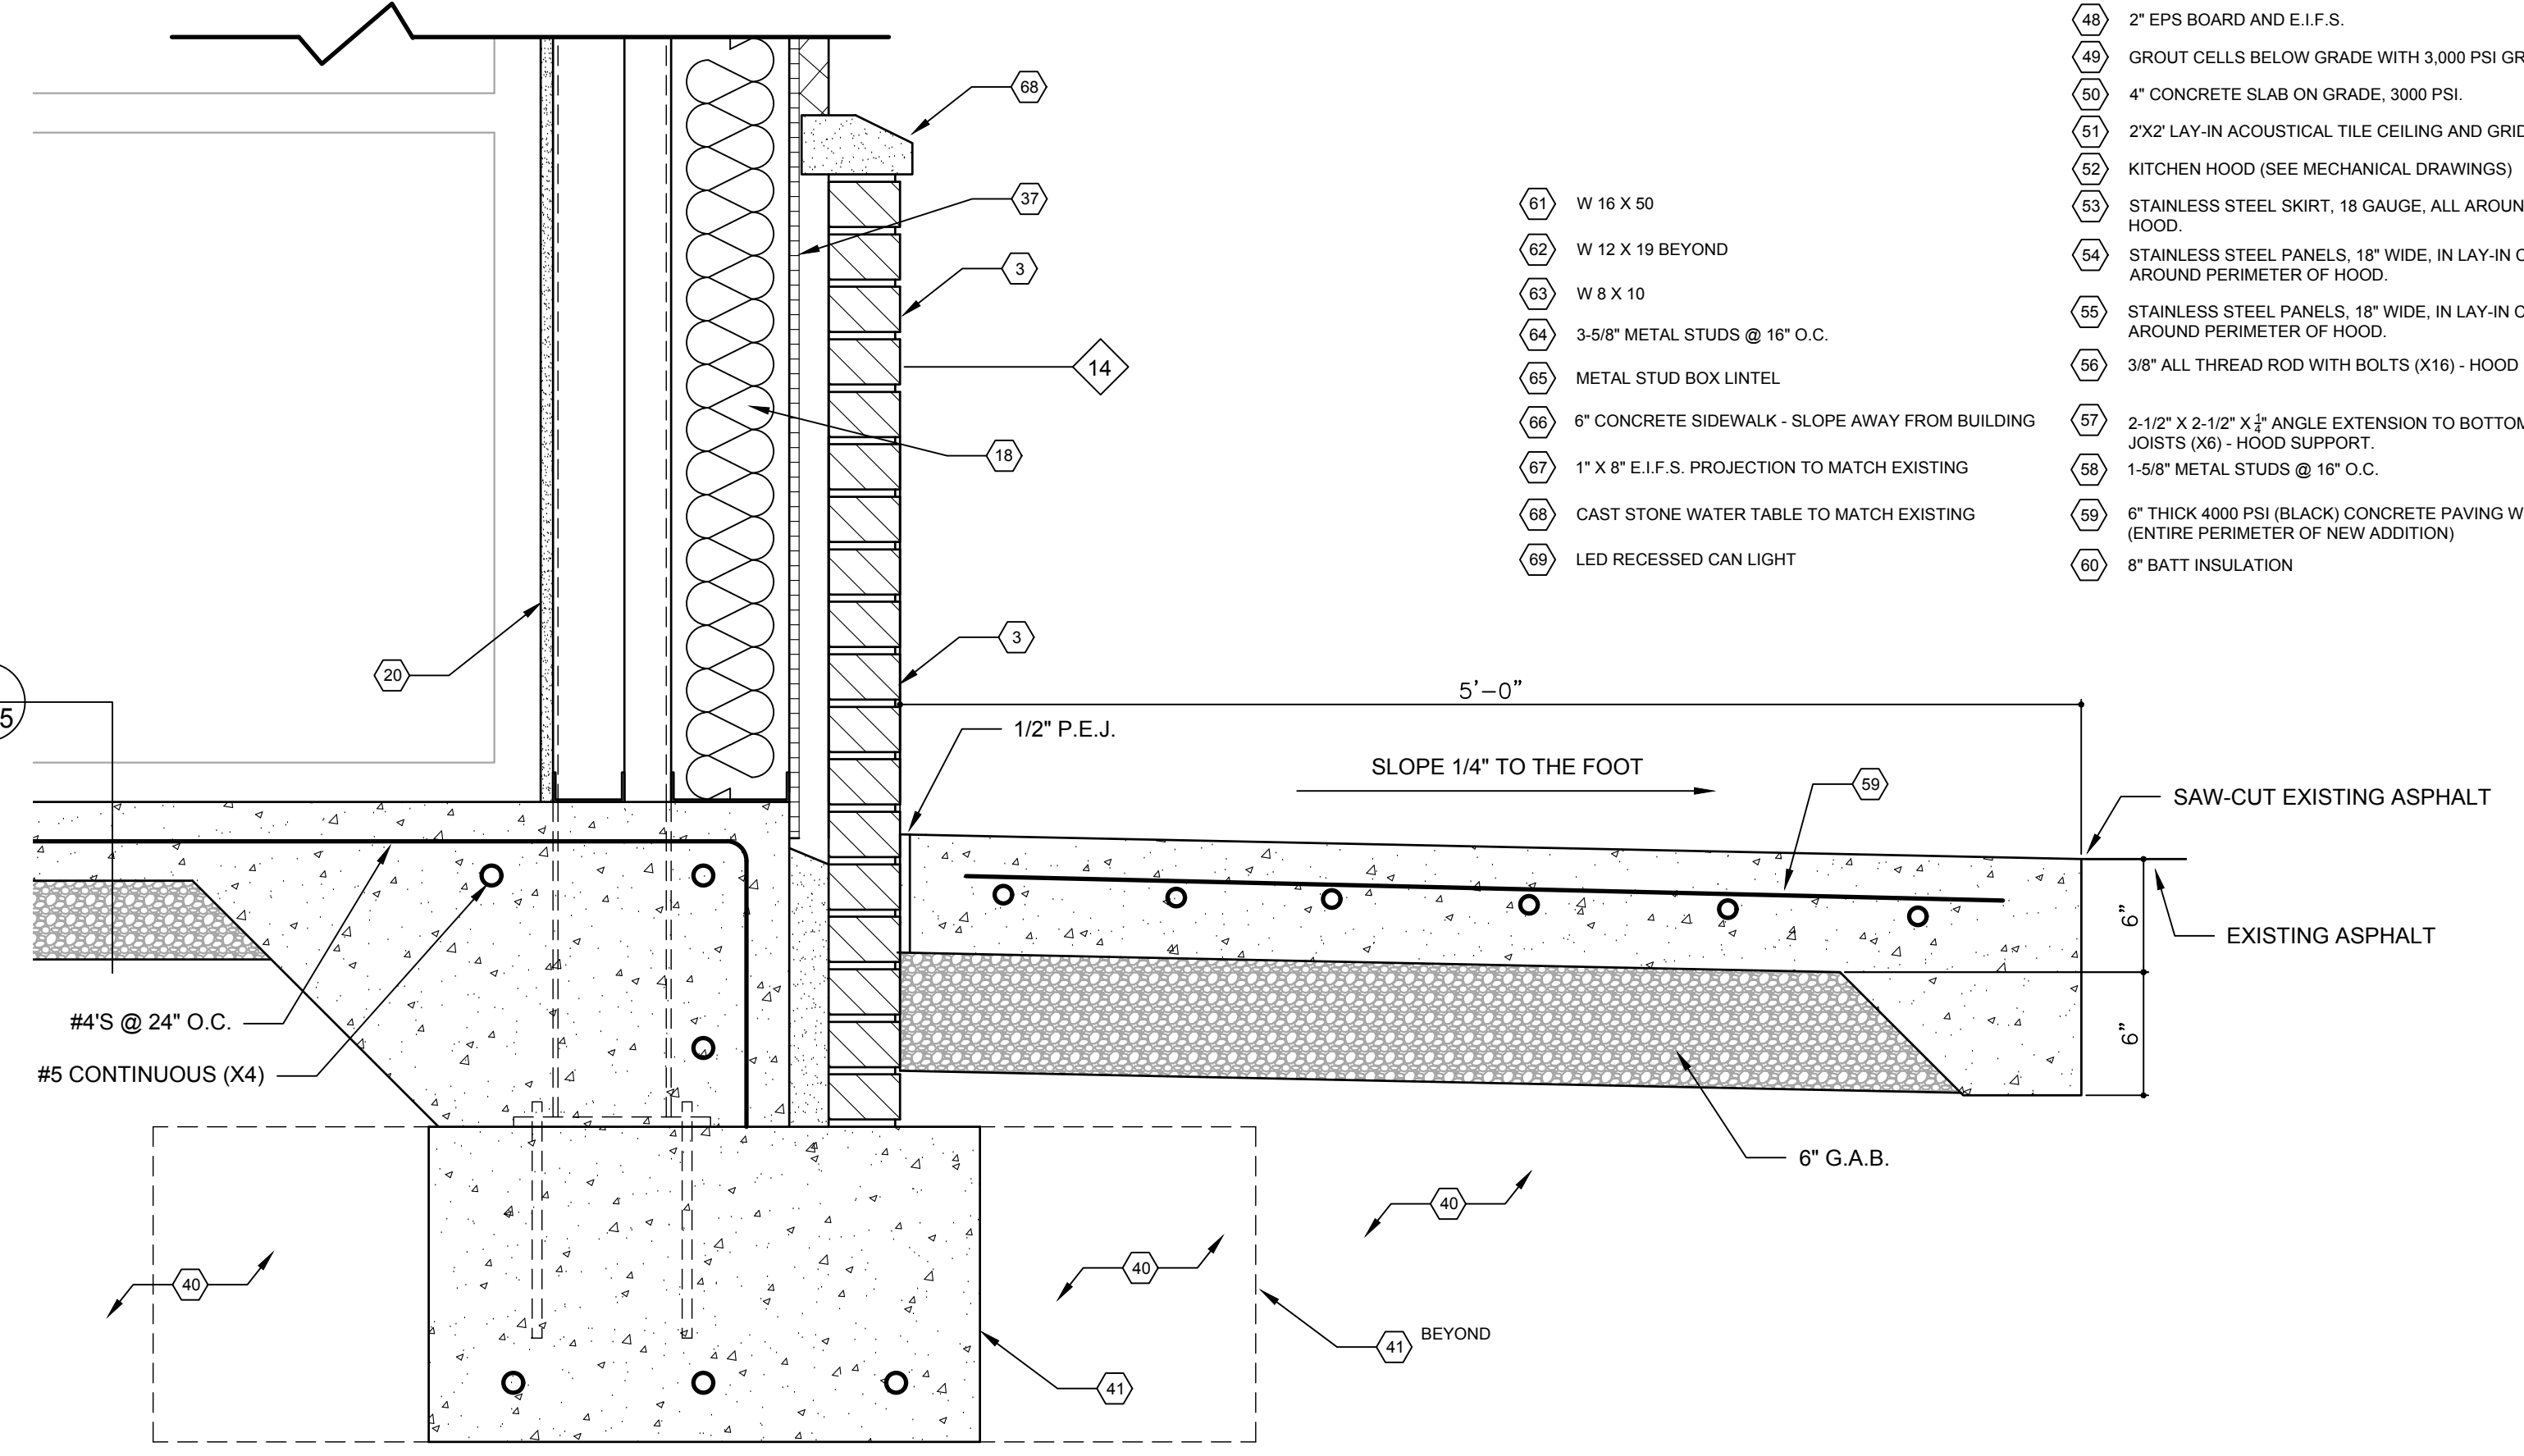 48 2" EPS BOARD AND E.I.F.S.
49 GROUT CELLS BELOW GRADE WITH 3,000 PSI
50 4" CONCRETE SLAB ON GRADE, 3000 PSI.
51 2'X2' LAY-IN ACOUSTICAL TILE CEILING AND GRID
52 KITCHEN HOOD (SEE MECHANICAL DRAWINGS)
53 STAINLESS STEEL SKIRT, 18 GAUGE, ALL
HOOD.
54 STAINLESS STEEL PANELS, 18" WIDE, IN LAY-IN
AROUND PERIMETER OF HOOD.
55 STAINLESS STEEL PANELS, 18" WIDE, IN LAY-IN
AROUND PERIMETER OF HOOD.
56 3/8" ALL THREAD ROD WITH BOLTS (X16) - HOOD
57 2-1/2" X 2-1/2" X 1/4" ANGLE EXTENSION TO BOTTOM
JOISTS (X6) - HOOD SUPPORT.
58 1-5/8" METAL STUDS @ 16" O.C.
59 6" THICK 4000 PSI (BLACK) CONCRETE PAVING
(ENTIRE PERIMETER OF NEW ADDITION)
60 8" BATT INSULATION
61 W 16 X 50
62 W 12 X 19 BEYOND
63 W 8 X 10
64 3-5/8" METAL STUDS @ 16" O.C.
65 METAL STUD BOX LINTEL
66 6" CONCRETE SIDEWALK - SLOPE AWAY FROM BUILDING
67 1" X 8" E.I.F.S. PROJECTION TO MATCH EXISTING
68 CAST STONE WATER TABLE TO MATCH EXISTING
69 LED RECESSED CAN LIGHT
68
37
3
14
18
3
20
5
5'-0"
1/2" P.E.J.
SLOPE 1/4" TO THE FOOT
59
SAW-CUT EXISTING ASPHALT
6"
EXISTING ASPHALT
6"
#4'S @ 24" O.C.
#5 CONTINUOUS (X4)
6" G.A.B.
40
40
40
41 BEYOND
41